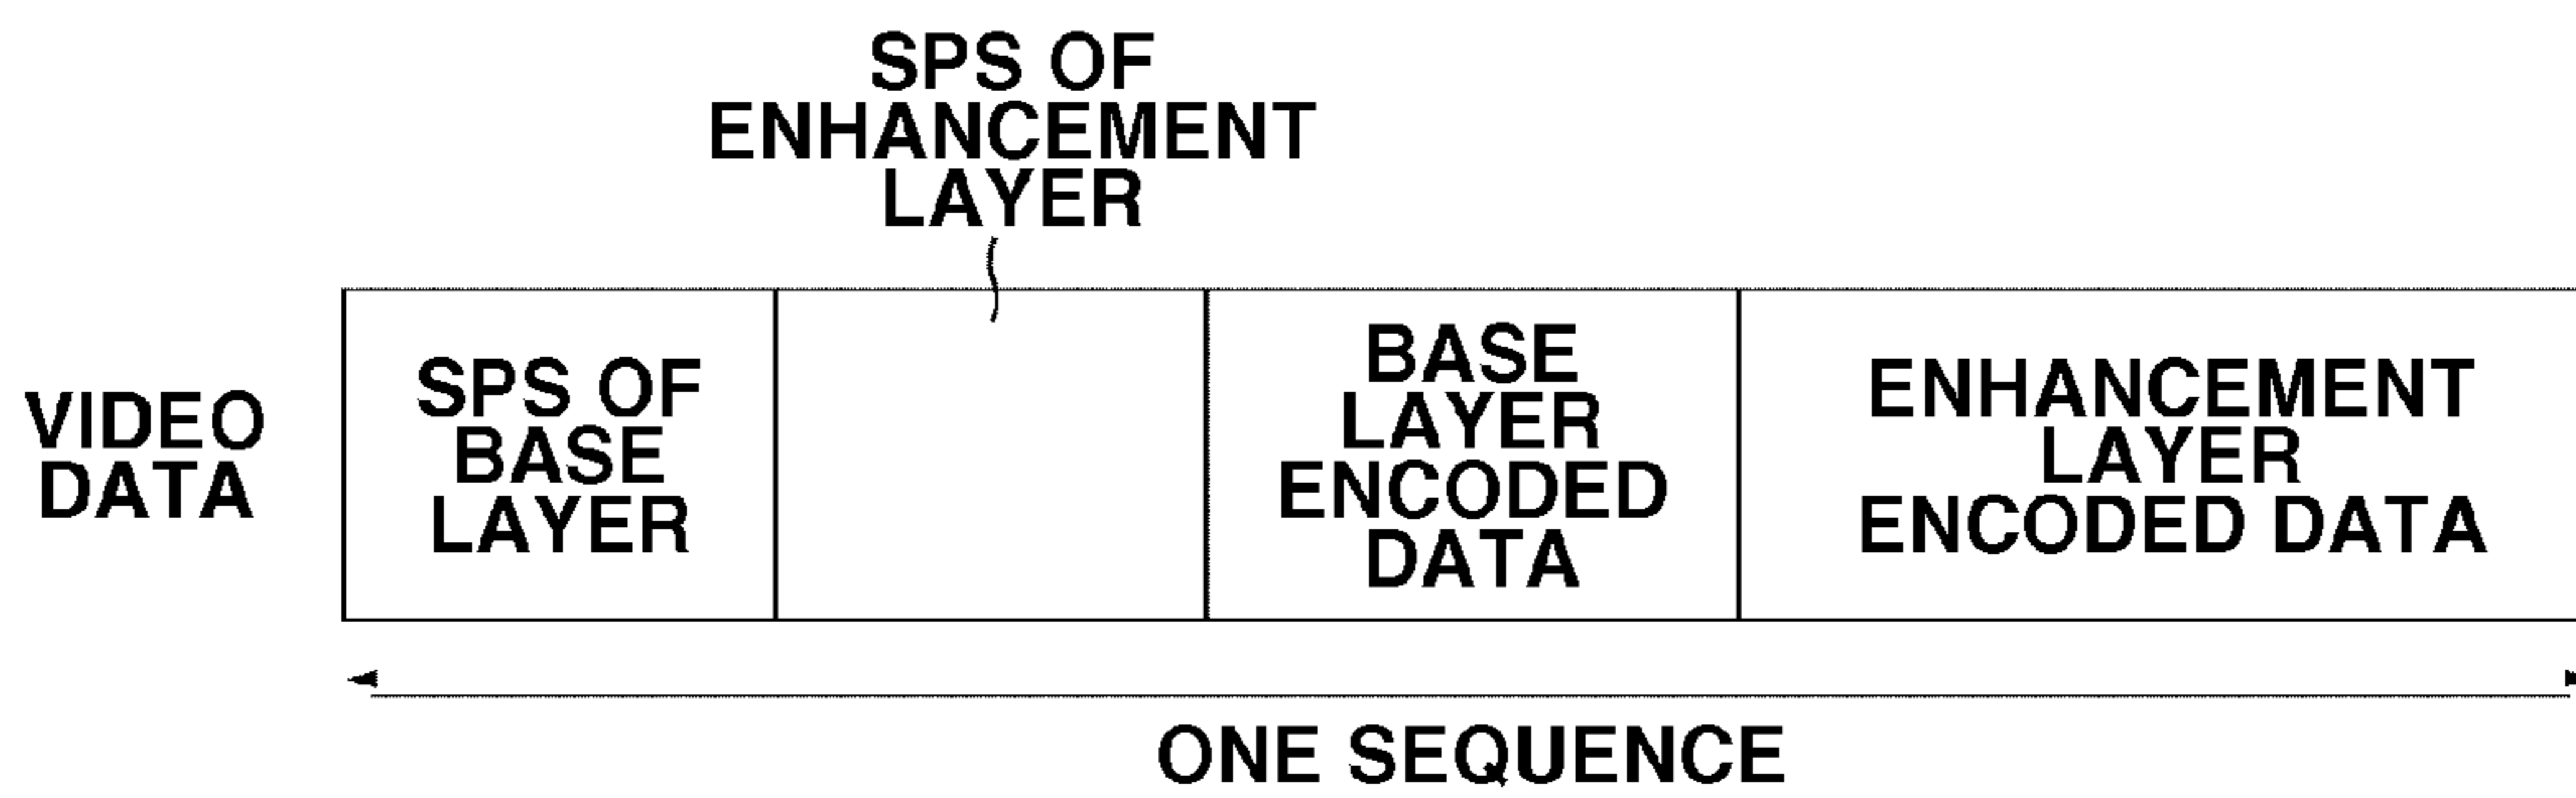 SPS OF
ENHANCEMENT
LAYER
VIDEO
DATA
SPS OF
BASE
LAYER
BASE
LAYER
ENCODED
DATA
ENHANCEMENT
LAYER
ENCODED DATA
ONE SEQUENCE